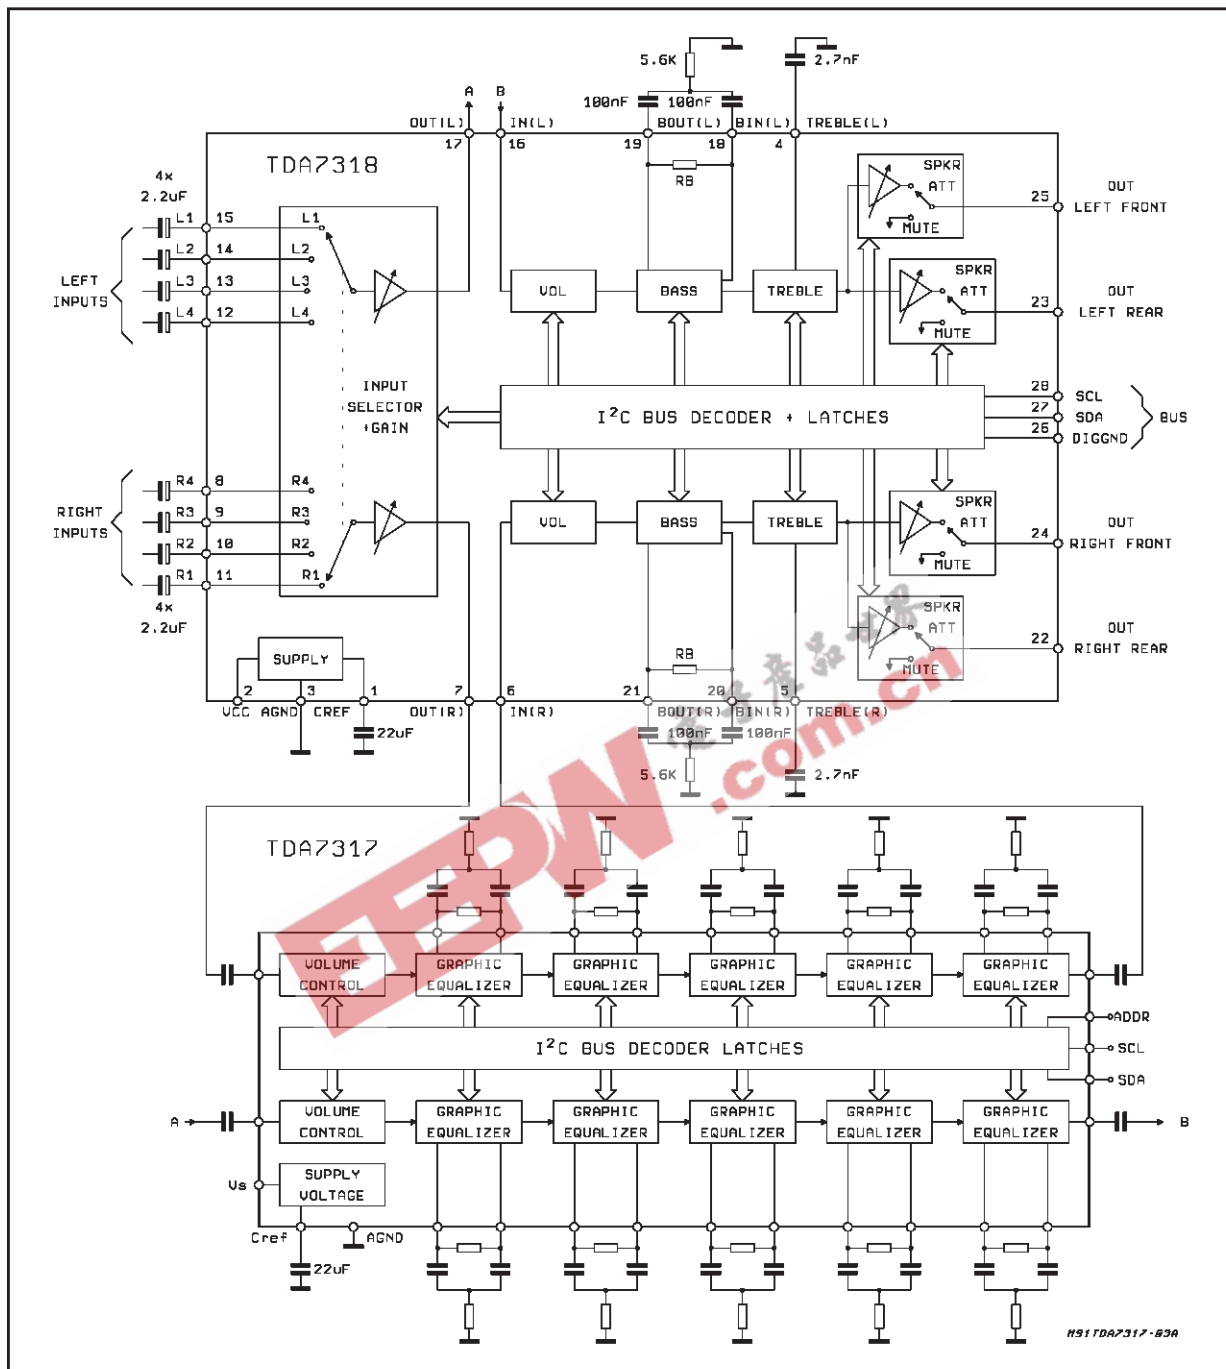 5.6K
2.7nF
A B
100nF 100nF
OUT(L) IN(L) BOUT(L) BIN(L) TREBLE(L)
17 16 19 18 4
TDA7318
RB
4x
2.2uF
SPKR
ATT
MUTE
25
OUT
LEFT FRONT
L1 15 L1
L2 14 L2
L3 13 L3
L4 12 L4
LEFT
INPUTS
VOL BASS TREBLE
SPKR
ATT
MUTE
23
OUT
LEFT REAR
INPUT
SELECTOR
+GAIN
I²C BUS DECODER + LATCHES
28 SCL
27 SDA
26 DIGGND
BUS
R4 8 R4
R3 9 R3
R2 10 R2
R1 11 R1
RIGHT
INPUTS
4x
2.2uF
VOL BASS TREBLE
SPKR
ATT
MUTE
24
OUT
RIGHT FRONT
SPKR
ATT
MUTE
22
OUT
RIGHT REAR
SUPPLY
RB
2 3 1 7 6 21 20 5
VCC AGND CREF OUT(R) IN(R) BOUT(R) BIN(R) TREBLE(R)
22uF
100nF 100nF
5.6K
2.7nF
电子産品世界
EEPW.com.cn
TDA7317
VOLUME CONTROL
GRAPHIC EQUALIZER
GRAPHIC EQUALIZER
GRAPHIC EQUALIZER
GRAPHIC EQUALIZER
GRAPHIC EQUALIZER
I²C BUS DECODER LATCHES
ADDR
SCL
SDA
A
VOLUME CONTROL
GRAPHIC EQUALIZER
GRAPHIC EQUALIZER
GRAPHIC EQUALIZER
GRAPHIC EQUALIZER
GRAPHIC EQUALIZER
B
Vs
SUPPLY VOLTAGE
Cref AGND
22uF
M91TDA7317-03A